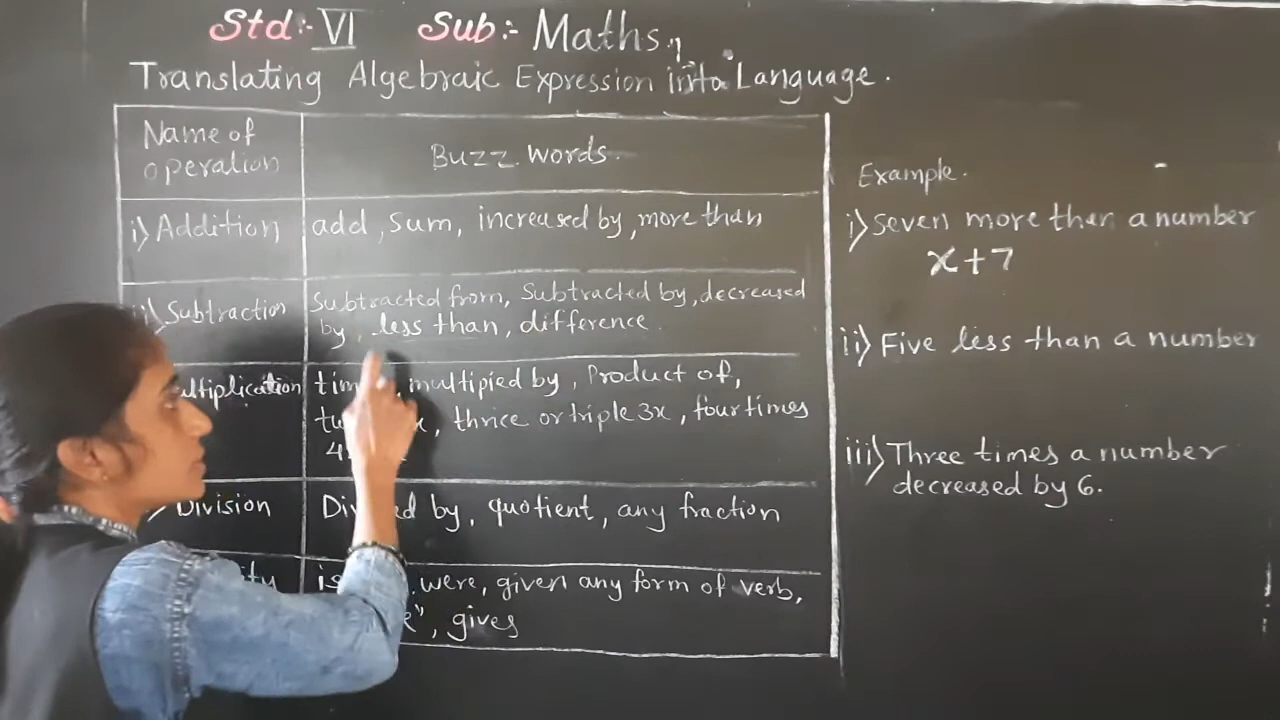 Std:- VI Sub:- Maths.
Translating Algebraic Expression into Language.
Name of
operation
Buzz words.
i) Addition
add, sum, increased by, more than
Subtraction
Subtracted from, Subtracted by, decreased
by, less than, difference.
multipied by, Product of,
thrice or triple 3x, four times
Division
by, quotient, any fraction
were, given any form of verb,
gives
Example.
i) Seven more than a number
x+7
ii) Five less than a number
iii) Three times a number
decreased by 6.